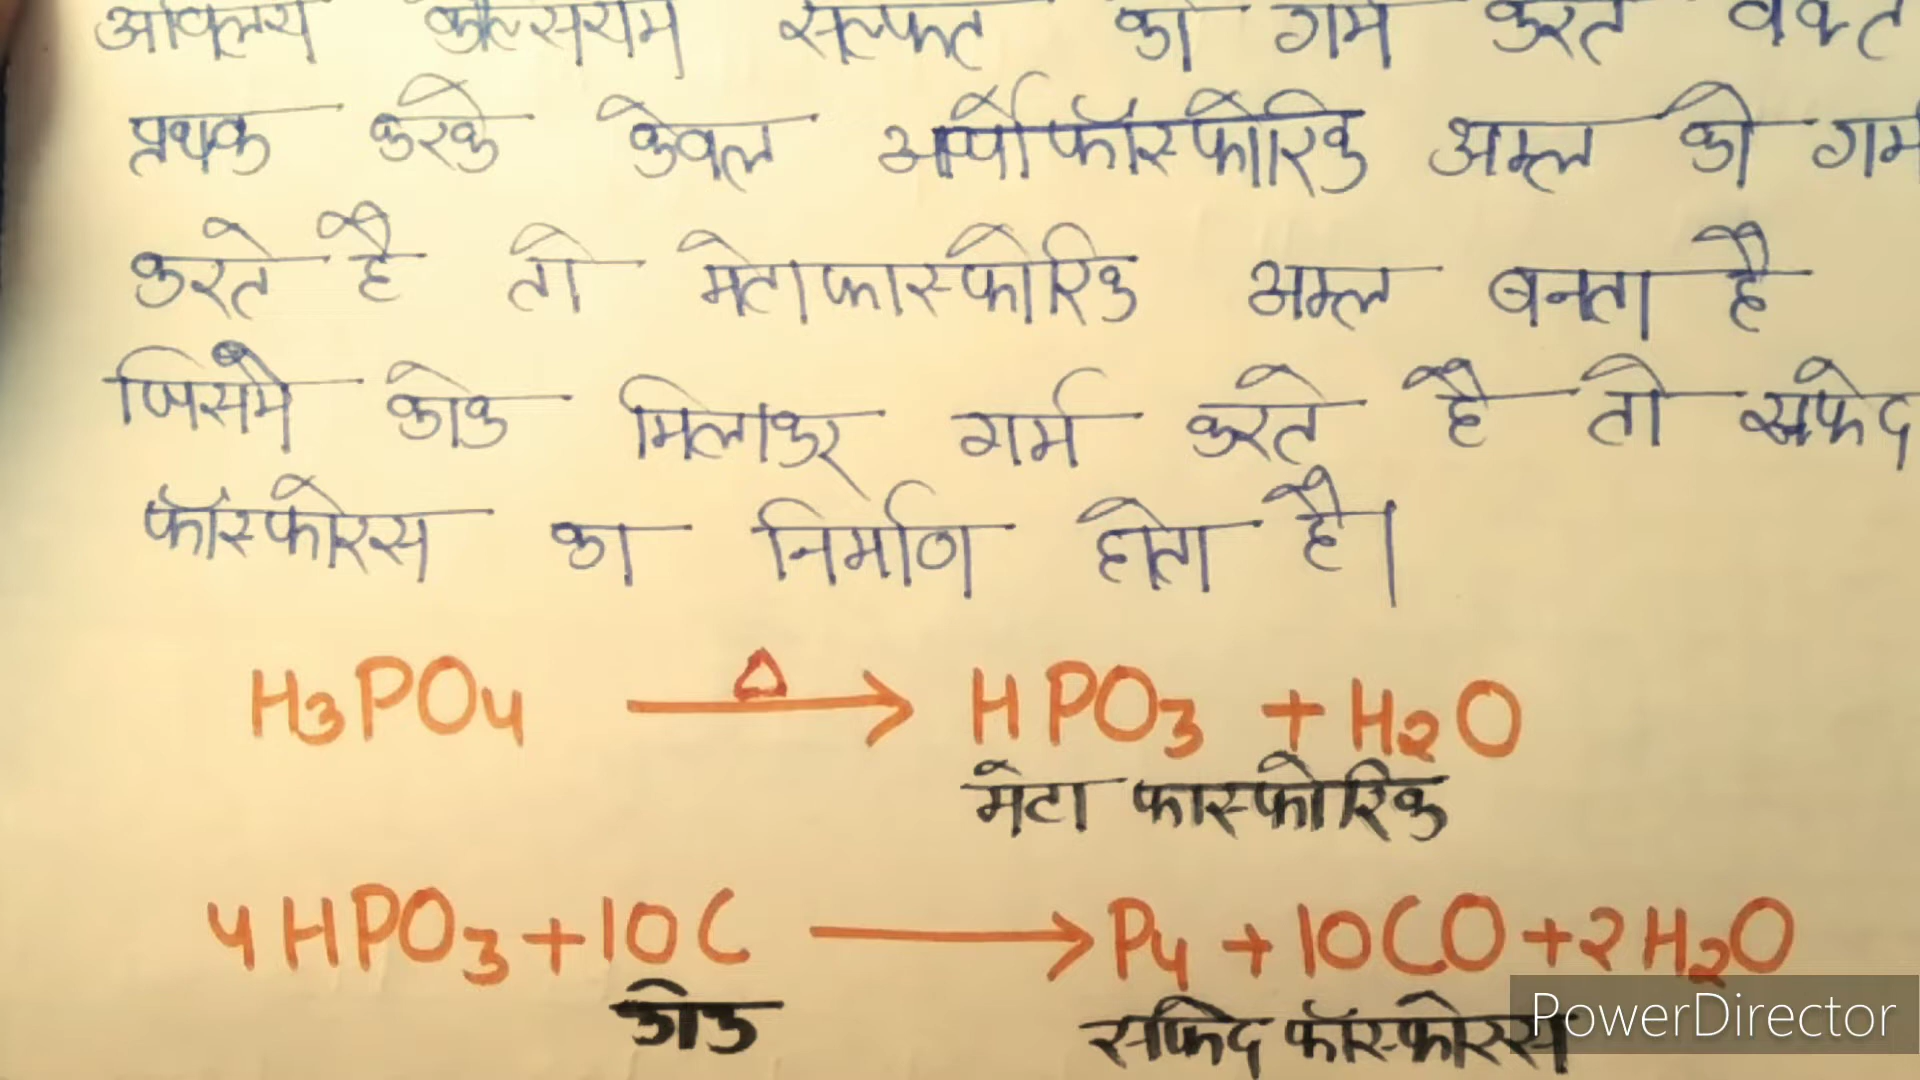 अविलेय कैल्सियम सल्फेट को गर्म करते वक्त
प्रथक करके केवल अर्थोफॉस्फोरिक अम्ल को गर्म
करते है तो मेटाफास्फोरिक अम्ल बनता है
जिसमे कोक मिलाकर गर्म करते है तो सफेद
फॉस्फोरस का निर्माण होता है।
H₃PO₄ —Δ→ HPO₃ + H₂O
मेटा फास्फोरिक
4HPO₃ + 10C → P₄ + 10CO + 2H₂O
कोक सफेद फॉस्फोरस
PowerDirector